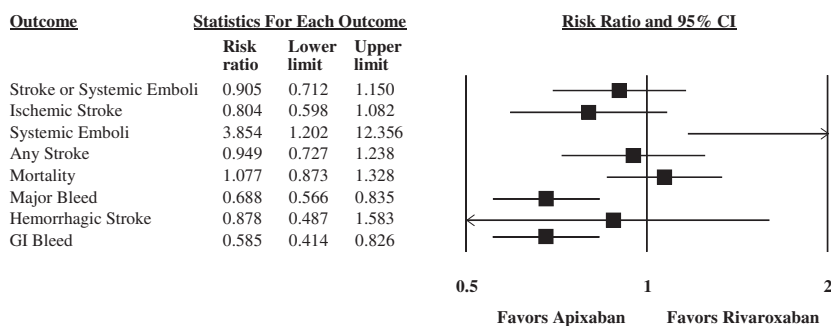 Outcome Statistics For Each Outcome Risk Ratio and 95% CI
Risk Lower Upper
ratio limit limit
Stroke or Systemic Emboli 0.905 0.712 1.150
Ischemic Stroke 0.804 0.598 1.082
Systemic Emboli 3.854 1.202 12.356
Any Stroke 0.949 0.727 1.238
Mortality 1.077 0.873 1.328
Major Bleed 0.688 0.566 0.835
Hemorrhagic Stroke 0.878 0.487 1.583
GI Bleed 0.585 0.414 0.826
0.5 1 2
Favors Apixaban Favors Rivaroxaban